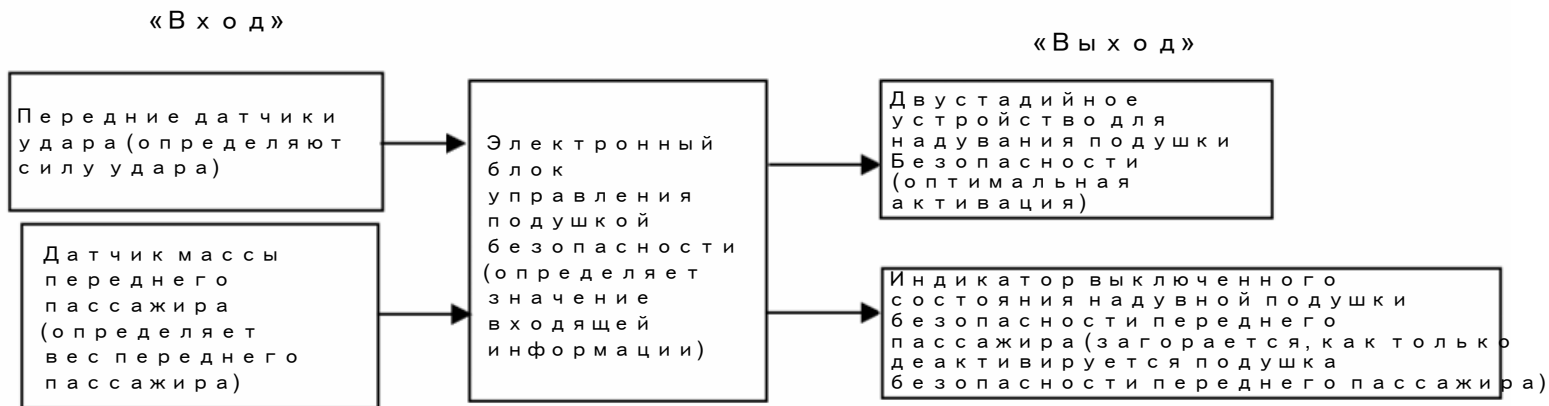 «Вход»
Передние датчики
удара(определяют
силу удара)
Датчик массы
переднего
пассажира
(определяет
вес переднего
пассажира)
Электронный
блок
управления
подушкой
безопасности
(определяет
значение
входящей
информации)
«Выход»
Двустадийное
устройство для
надувания подушки
Безопасности
(оптимальная
активация)
Индикатор выключенного
состояния надувной подушки
безопасности переднего
пассажира(загорается, как только
деактивируется подушка
безопасности переднего пассажира)